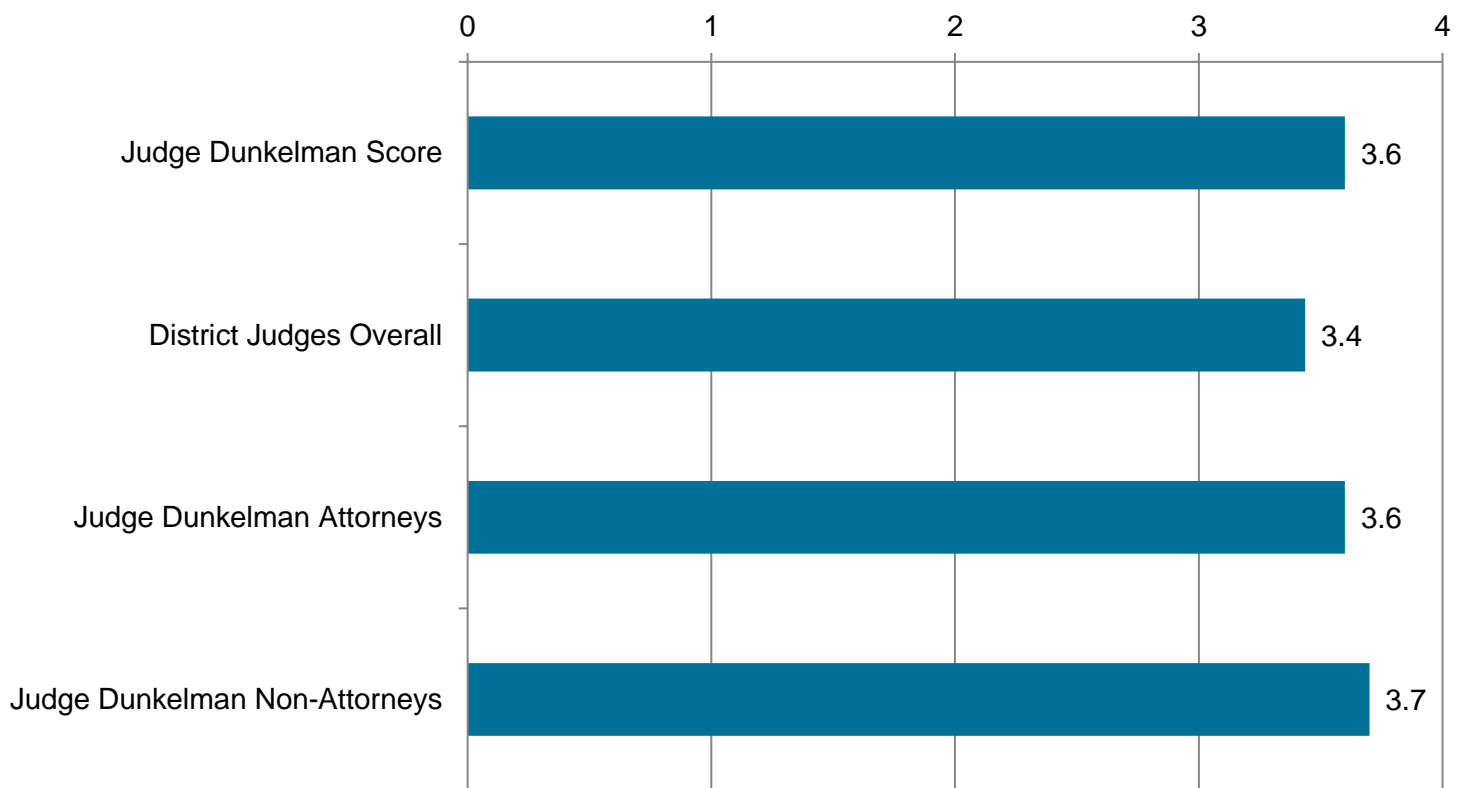 0 1 2 3 4
Judge Dunkelman Score 3.6
District Judges Overall 3.4
Judge Dunkelman Attorneys 3.6
Judge Dunkelman Non-Attorneys 3.7